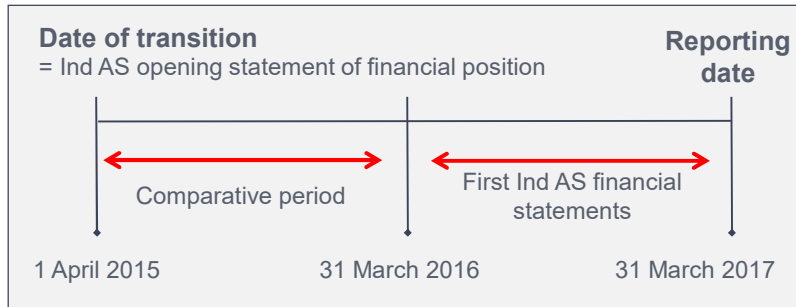 Date of transition
= Ind AS opening statement of financial position
Reporting
date
Comparative period
First Ind AS financial
statements
1 April 2015
31 March 2016
31 March 2017